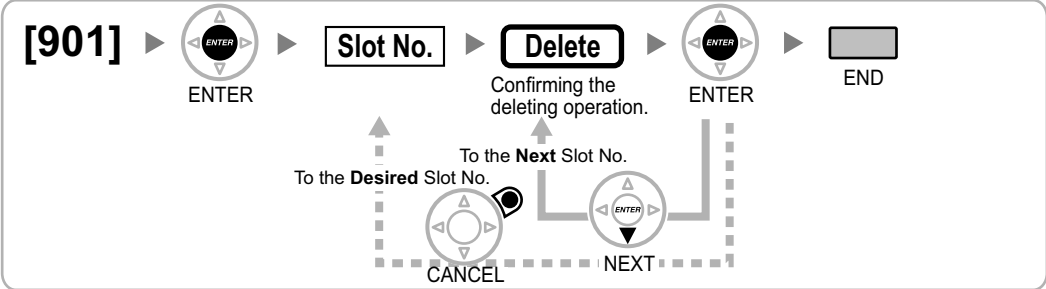 [901]
ENTER
ENTER
Slot No.
Delete
Confirming the
deleting operation.
ENTER
ENTER
END
To the Next Slot No.
To the Desired Slot No.
ENTER
CANCEL
NEXT